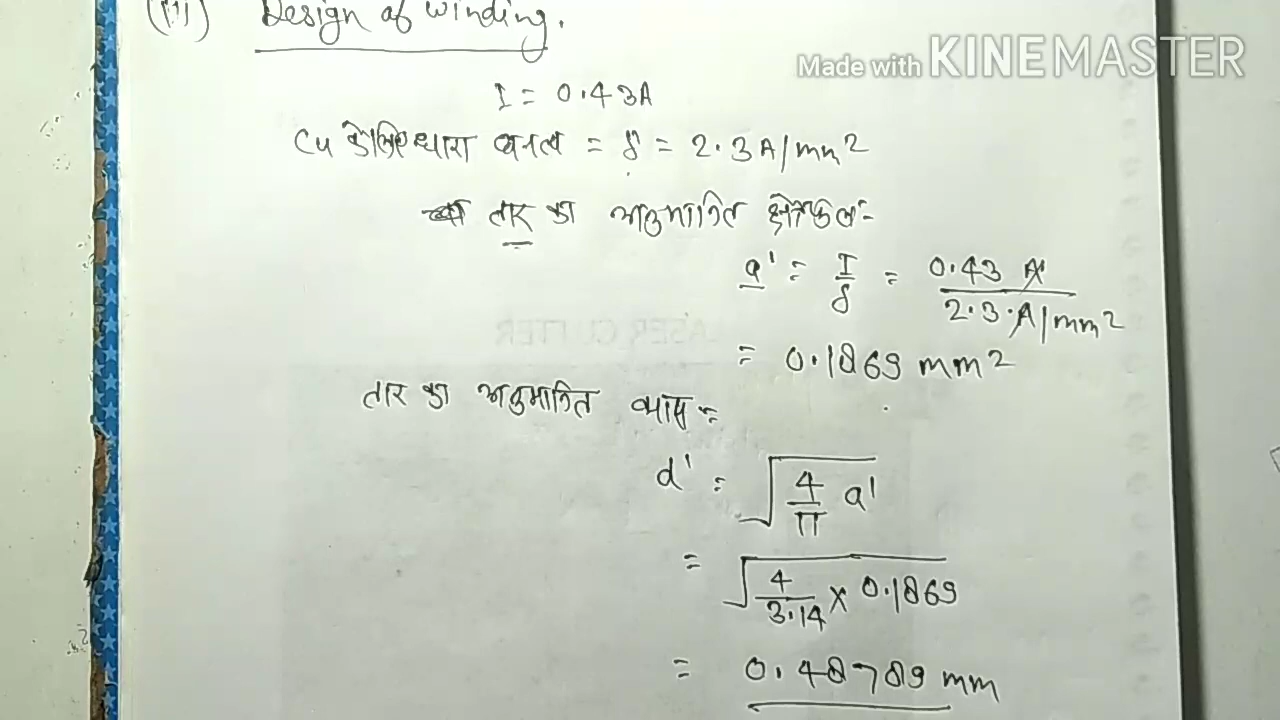 (III) Design of winding.
Made with KINEMASTER
I = 0.43A
Cu के लिए धारा घनत्व = δ = 2.3 A/mm2
तार का अनुमानित क्षेत्रफल =
a' = I/δ = 0.43 A / 2.3 A/mm2
= 0.1869 mm2
तार का अनुमानित व्यास =
d' = √(4/π a')
= √(4/3.14 × 0.1869)
= 0.48789 mm